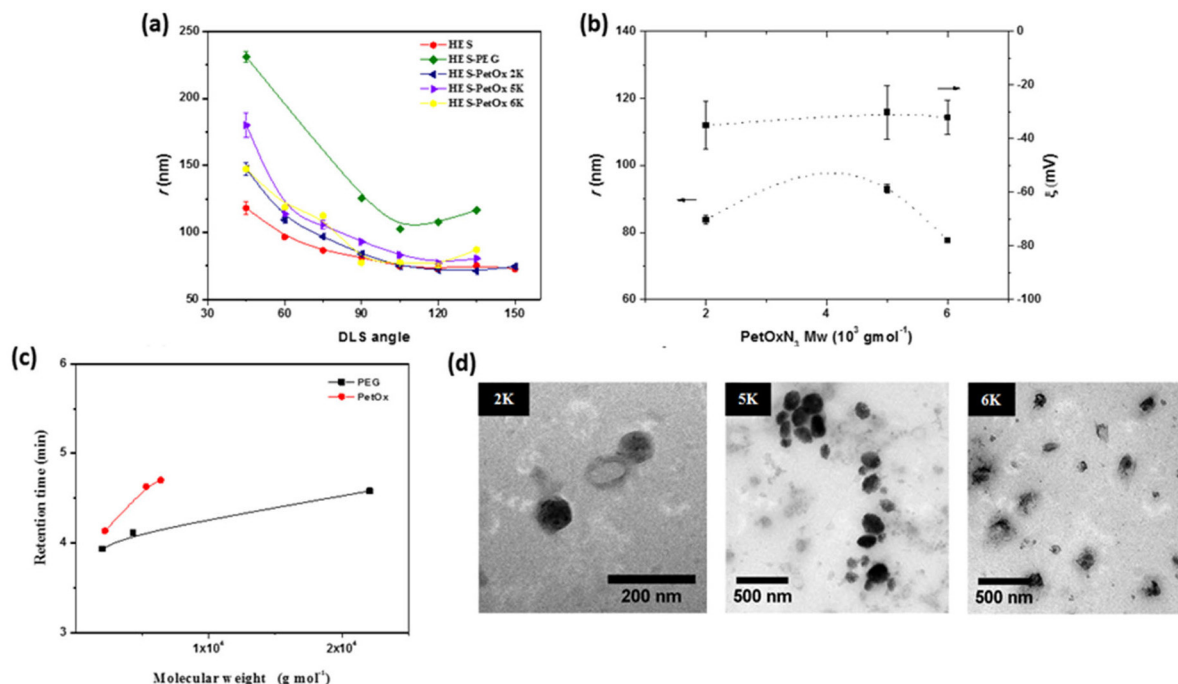 (a)
HES
HES-PEG
HES-PetOx 2K
HES-PetOx 5K
HES-PetOx 6K
250
200
150
100
50
r (nm)
30 60 90 120 150
DLS angle
(b)
140
120
100
80
60
r (nm)
0
-20
-40
-60
-80
-100
ξ (mV)
2 4 6
PetOxN3 Mw (10³ gmol⁻¹)
(c)
6
5
4
3
Retention time (min)
PEG
PetOx
1x10⁴ 2x10⁴
Molecular weight (g mol⁻¹)
(d)
2K
200 nm
5K
500 nm
6K
500 nm